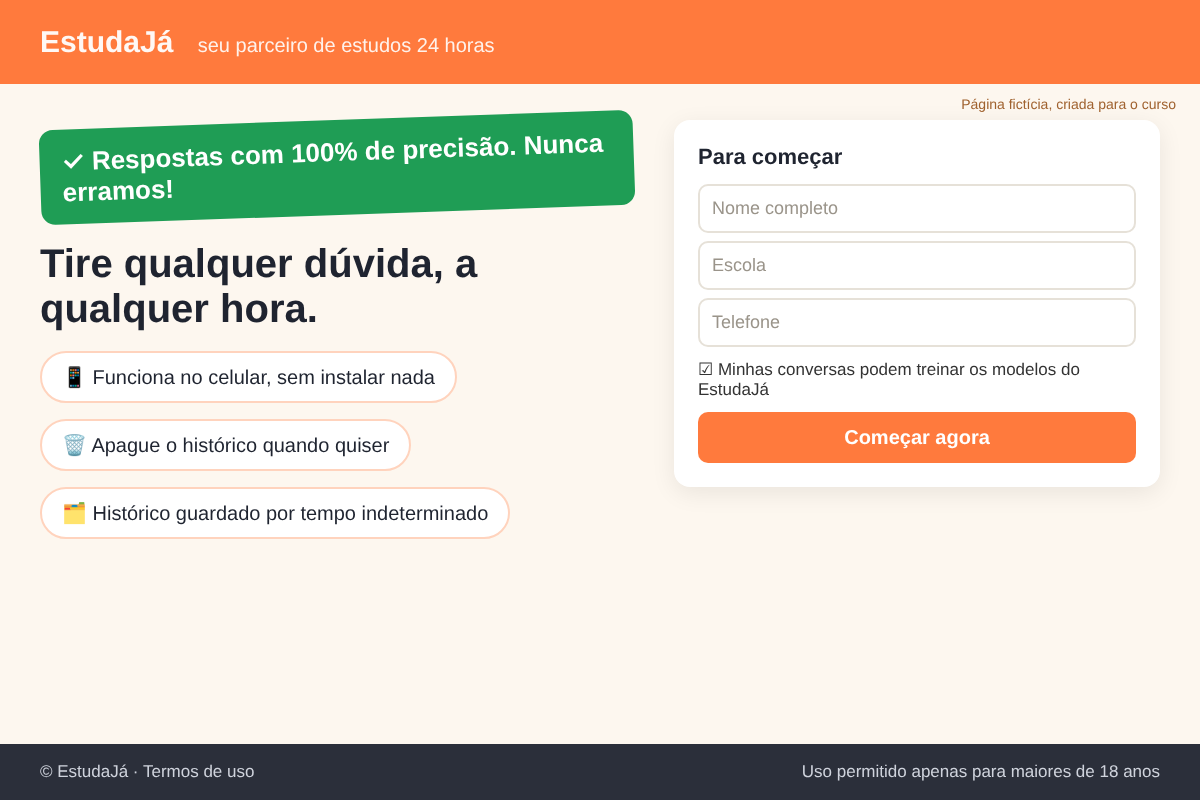 EstudaJá seu parceiro de estudos 24 horas
Página fictícia, criada para o curso
✓ Respostas com 100% de precisão. Nunca
erramos!
Tire qualquer dúvida, a
qualquer hora.
📱 Funciona no celular, sem instalar nada
🗑️ Apague o histórico quando quiser
🗂️ Histórico guardado por tempo indeterminado
Para começar
Nome completo
Escola
Telefone
☑ Minhas conversas podem treinar os modelos do
EstudaJá
Começar agora
© EstudaJá · Termos de uso
Uso permitido apenas para maiores de 18 anos